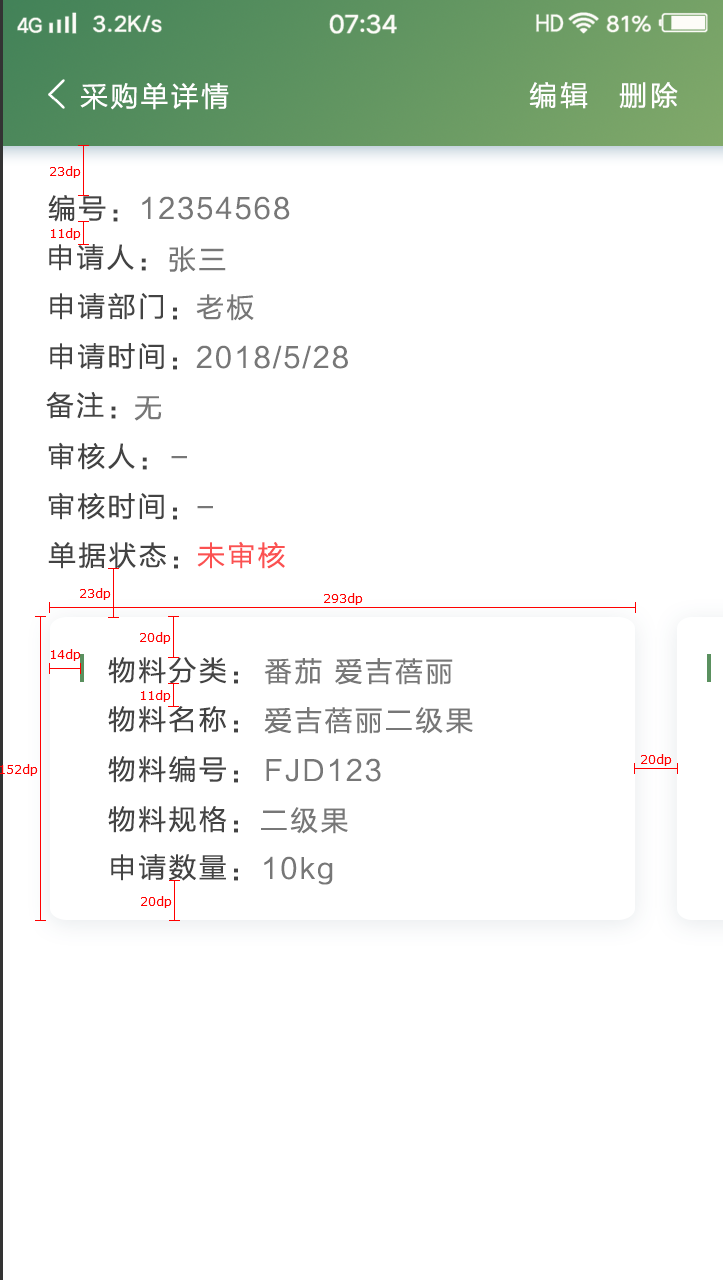 4G 3.2K/s 07:34 HD 81%
采购单详情 编辑 删除
23dp
编号：12354568
11dp
申请人：张三
申请部门：老板
申请时间：2018/5/28
备注：无
审核人：–
审核时间：–
单据状态：未审核
23dp
293dp
20dp
14dp
物料分类：番茄 爱吉蓓丽
11dp
物料名称：爱吉蓓丽二级果
20dp
152dp
物料编号：FJD123
物料规格：二级果
申请数量：10kg
20dp